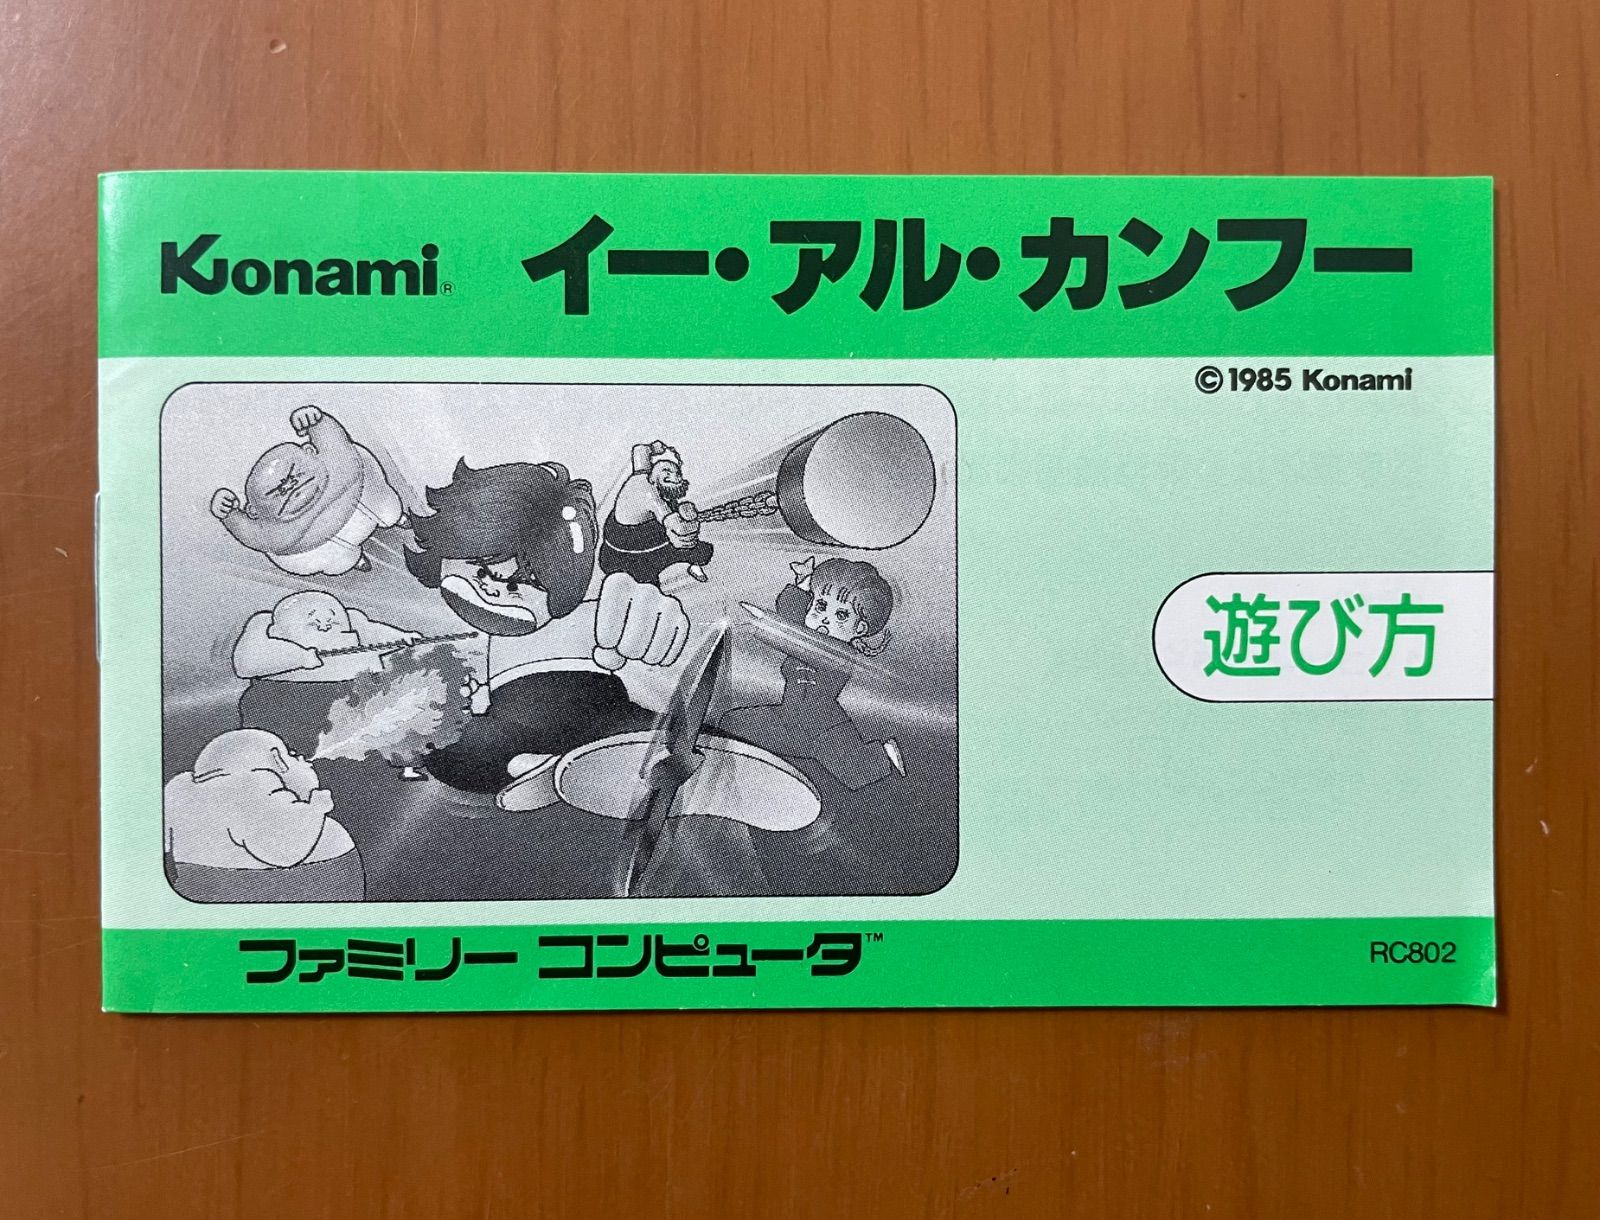 Konami® イー・アル・カンフー
©1985 Konami
遊び方
ファミリー コンピュータ™
RC802